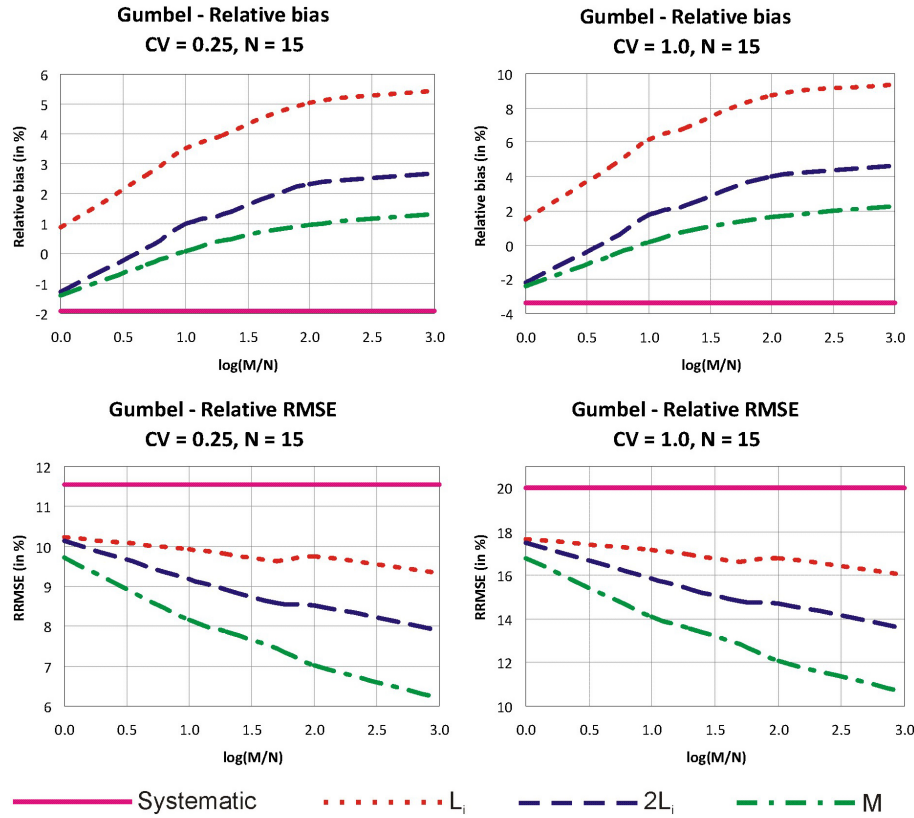 Gumbel - Relative bias
CV = 0.25, N = 15
Relative bias (in %)
6
5
4
3
2
1
0
-1
-2
0.0 0.5 1.0 1.5 2.0 2.5 3.0
log(M/N)
Gumbel - Relative bias
CV = 1.0, N = 15
Relative bias (in %)
10
8
6
4
2
0
-2
-4
0.0 0.5 1.0 1.5 2.0 2.5 3.0
log(M/N)
Gumbel - Relative RMSE
CV = 0.25, N = 15
RRMSE (in %)
12
11
10
9
8
7
6
0.0 0.5 1.0 1.5 2.0 2.5 3.0
log(M/N)
Gumbel - Relative RMSE
CV = 1.0, N = 15
RRMSE (in %)
20
18
16
14
12
10
0.0 0.5 1.0 1.5 2.0 2.5 3.0
log(M/N)
Systematic Lᵢ 2Lᵢ M